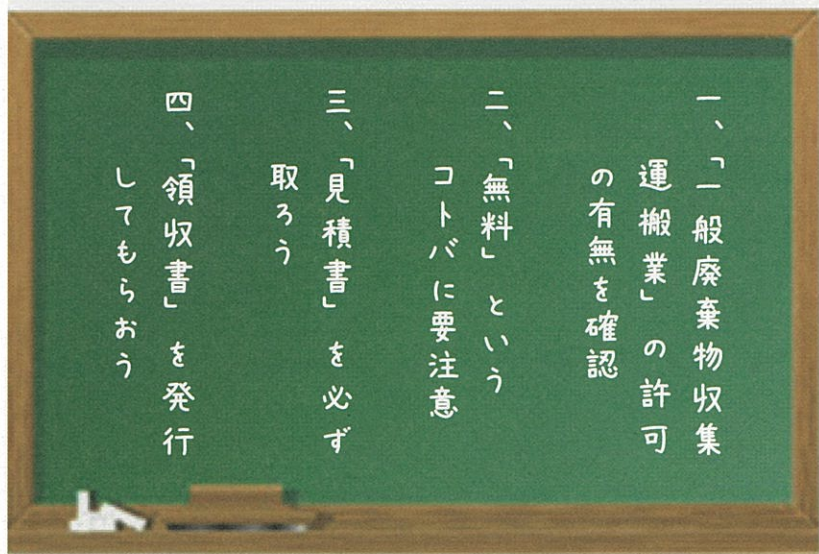 一、「一般廃棄物収集
運搬業」の許可
の有無を確認
二、「無料」という
コトバに要注意
三、「見積書」を必ず
取ろう
四、「領収書」を発行
してもらおう